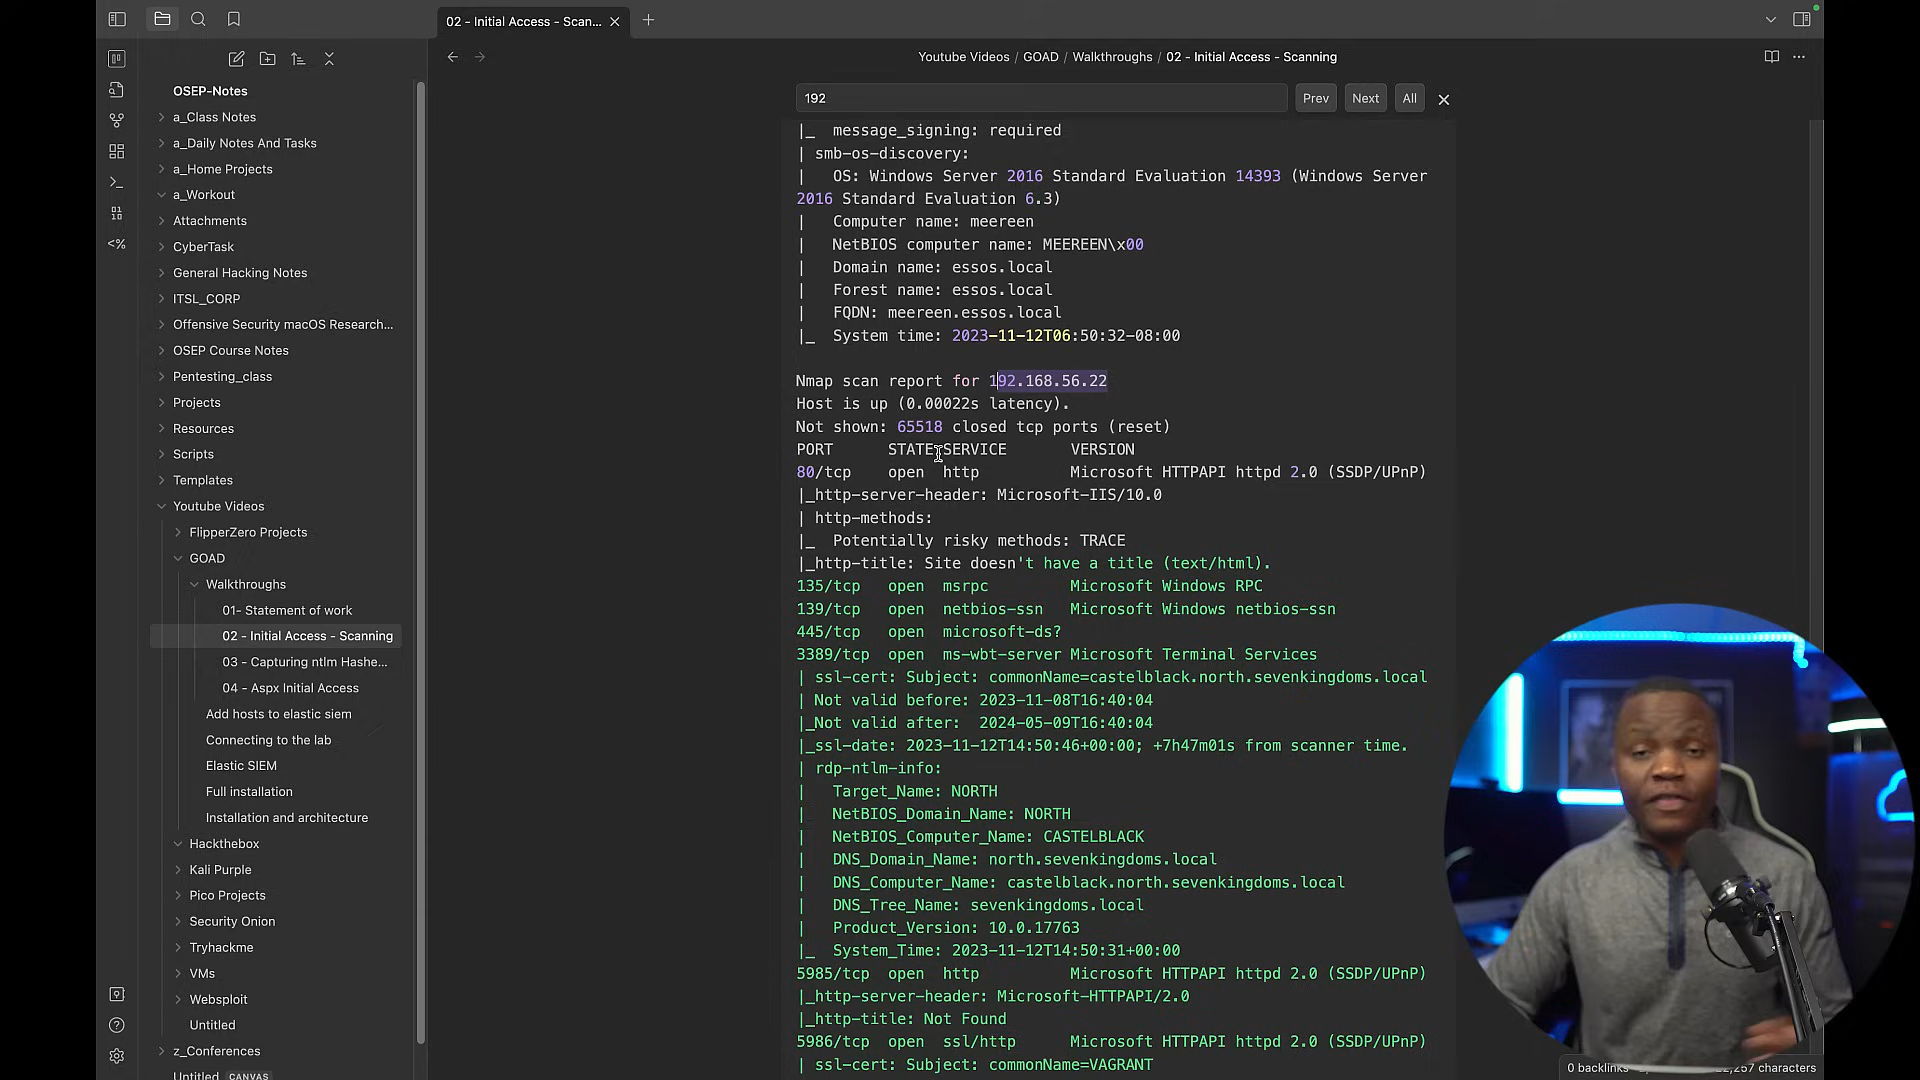 02 - Initial Access - Scan...
Youtube Videos / GOAD / Walkthroughs / 02 - Initial Access - Scanning
OSEP-Notes
a_Class Notes
a_Daily Notes And Tasks
a_Home Projects
a_Workout
Attachments
CyberTask
General Hacking Notes
ITSL_CORP
Offensive Security macOS Research...
OSEP Course Notes
Pentesting_class
Projects
Resources
Scripts
Templates
Youtube Videos
FlipperZero Projects
GOAD
Walkthroughs
01- Statement of work
02 - Initial Access - Scanning
03 - Capturing ntlm Hashe...
04 - Aspx Initial Access
Add hosts to elastic siem
Connecting to the lab
Elastic SIEM
Full installation
Installation and architecture
Hackthebox
Kali Purple
Pico Projects
Security Onion
Tryhackme
VMs
Websploit
Untitled
z_Conferences
Untitled CANVAS
192 Prev Next All
|_  message_signing: required
| smb-os-discovery:
|   OS: Windows Server 2016 Standard Evaluation 14393 (Windows Server
2016 Standard Evaluation 6.3)
|   Computer name: meereen
|   NetBIOS computer name: MEEREEN\x00
|   Domain name: essos.local
|   Forest name: essos.local
|   FQDN: meereen.essos.local
|_  System time: 2023-11-12T06:50:32-08:00
Nmap scan report for 192.168.56.22
Host is up (0.00022s latency).
Not shown: 65518 closed tcp ports (reset)
PORT      STATE SERVICE       VERSION
80/tcp    open  http          Microsoft HTTPAPI httpd 2.0 (SSDP/UPnP)
|_http-server-header: Microsoft-IIS/10.0
| http-methods:
|_  Potentially risky methods: TRACE
|_http-title: Site doesn't have a title (text/html).
135/tcp   open  msrpc         Microsoft Windows RPC
139/tcp   open  netbios-ssn   Microsoft Windows netbios-ssn
445/tcp   open  microsoft-ds?
3389/tcp  open  ms-wbt-server Microsoft Terminal Services
| ssl-cert: Subject: commonName=castelblack.north.sevenkingdoms.local
| Not valid before: 2023-11-08T16:40:04
|_Not valid after:  2024-05-09T16:40:04
|_ssl-date: 2023-11-12T14:50:46+00:00; +7h47m01s from scanner time.
| rdp-ntlm-info:
|   Target_Name: NORTH
|   NetBIOS_Domain_Name: NORTH
|   NetBIOS_Computer_Name: CASTELBLACK
|   DNS_Domain_Name: north.sevenkingdoms.local
|   DNS_Computer_Name: castelblack.north.sevenkingdoms.local
|   DNS_Tree_Name: sevenkingdoms.local
|   Product_Version: 10.0.17763
|_  System_Time: 2023-11-12T14:50:31+00:00
5985/tcp  open  http          Microsoft HTTPAPI httpd 2.0 (SSDP/UPnP)
|_http-server-header: Microsoft-HTTPAPI/2.0
|_http-title: Not Found
5986/tcp  open  ssl/http      Microsoft HTTPAPI httpd 2.0 (SSDP/UPnP)
| ssl-cert: Subject: commonName=VAGRANT
0 backlinks characters